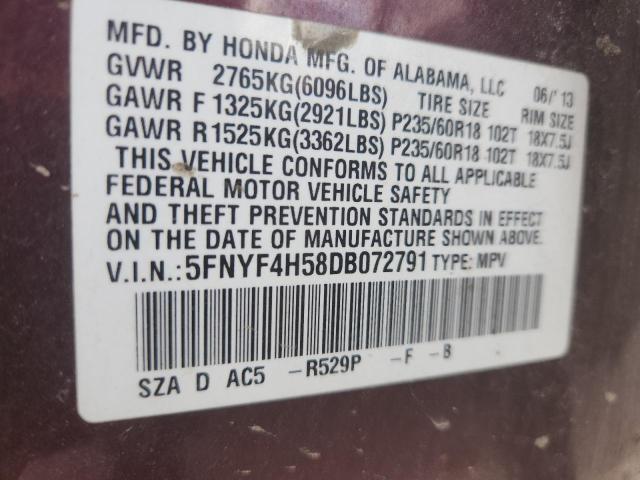 MFD. BY HONDA MFG. OF ALABAMA, LLC 06/'13
GVWR 2765KG(6096LBS) TIRE SIZE RIM SIZE
GAWR F 1325KG(2921LBS) P235/60R18 102T 18X7.5J
GAWR R 1525KG(3362LBS) P235/60R18 102T 18X7.5J
THIS VEHICLE CONFORMS TO ALL APPLICABLE
FEDERAL MOTOR VEHICLE SAFETY
AND THEFT PREVENTION STANDARDS IN EFFECT
ON THE DATE OF MANUFACTURE SHOWN ABOVE.
V.I.N.:5FNYF4H58DB072791 TYPE: MPV
SZA D AC5 -R529P -F -B